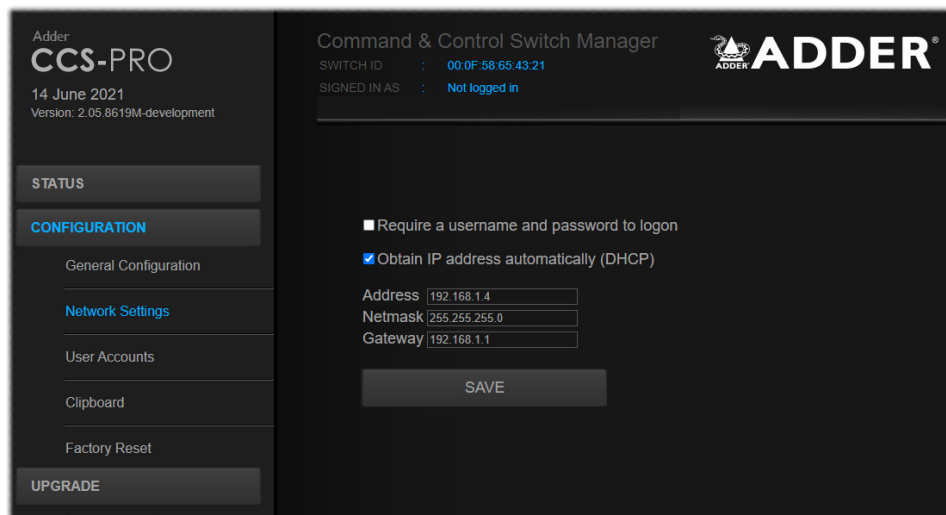 Adder
CCS-PRO
14 June 2021
Version: 2.05.8619M-development
Command & Control Switch Manager
SWITCH ID : 00:0F:58:65:43:21
SIGNED IN AS : Not logged in
ADDER
ADDER®
STATUS
CONFIGURATION
General Configuration
Network Settings
User Accounts
Clipboard
Factory Reset
UPGRADE
Require a username and password to logon
Obtain IP address automatically (DHCP)
Address 192.168.1.4
Netmask 255.255.255.0
Gateway 192.168.1.1
SAVE